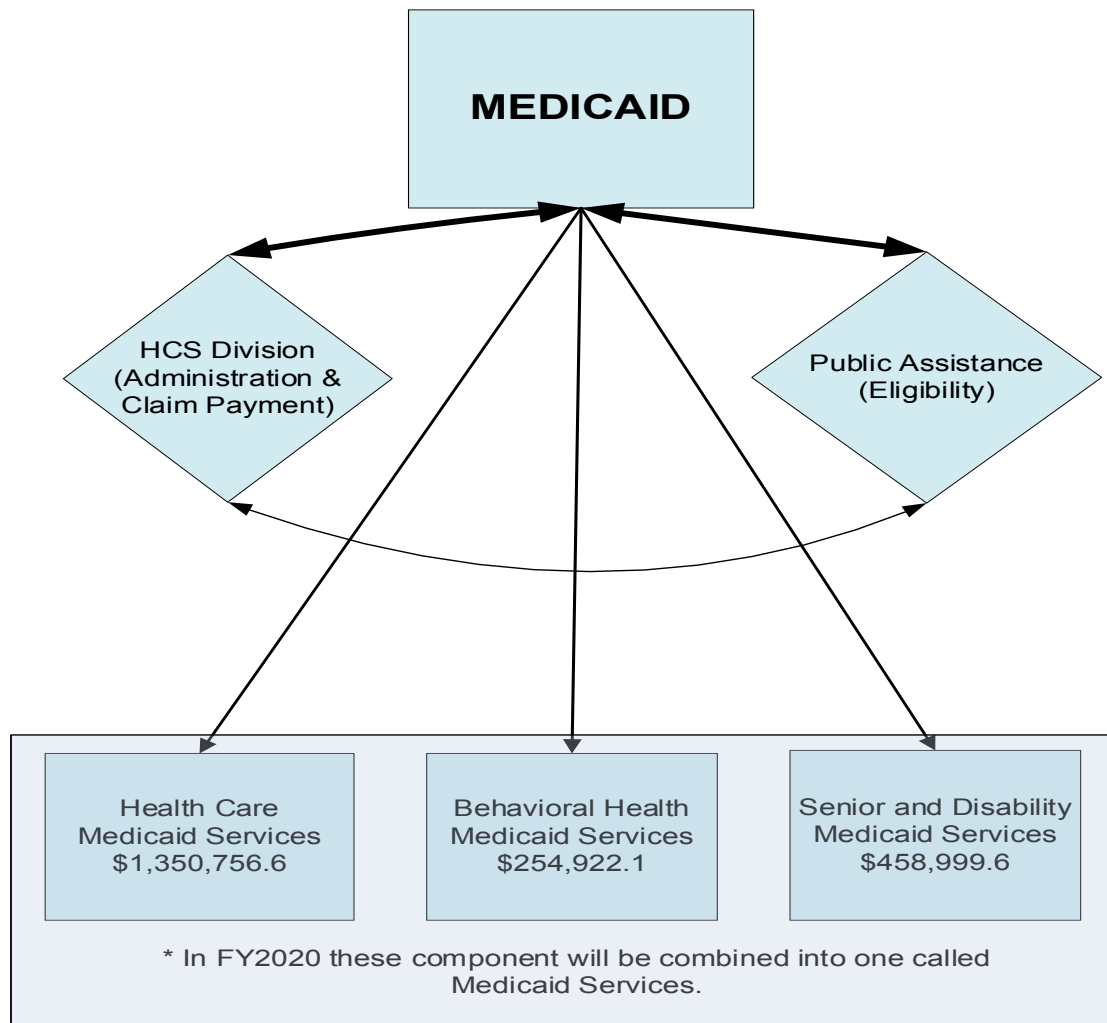 MEDICAID
HCS Division
(Administration &
Claim Payment)
Public Assistance
(Eligibility)
Health Care
Medicaid Services
$1,350,756.6
Behavioral Health
Medicaid Services
$254,922.1
Senior and Disability
Medicaid Services
$458,999.6
* In FY2020 these component will be combined into one called
Medicaid Services.